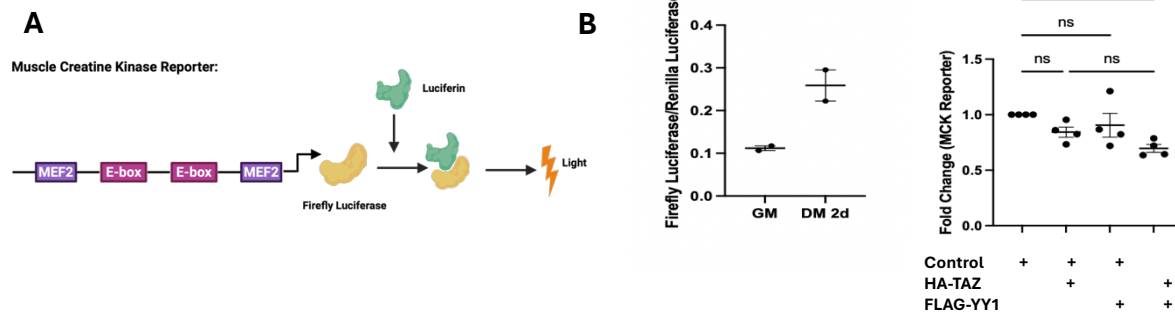 A
Muscle Creatine Kinase Reporter:
MEF2
E-box
E-box
MEF2
Firefly Luciferase
Luciferin
Light
B
Firefly Luciferase/Renilla Luciferase
0.4
0.3
0.2
0.1
0.0
GM
DM 2d
Fold Change (MCK Reporter)
ns
ns
ns
1.5
1.0
0.5
0.0
Control + + +
HA-TAZ + +
FLAG-YY1 + +